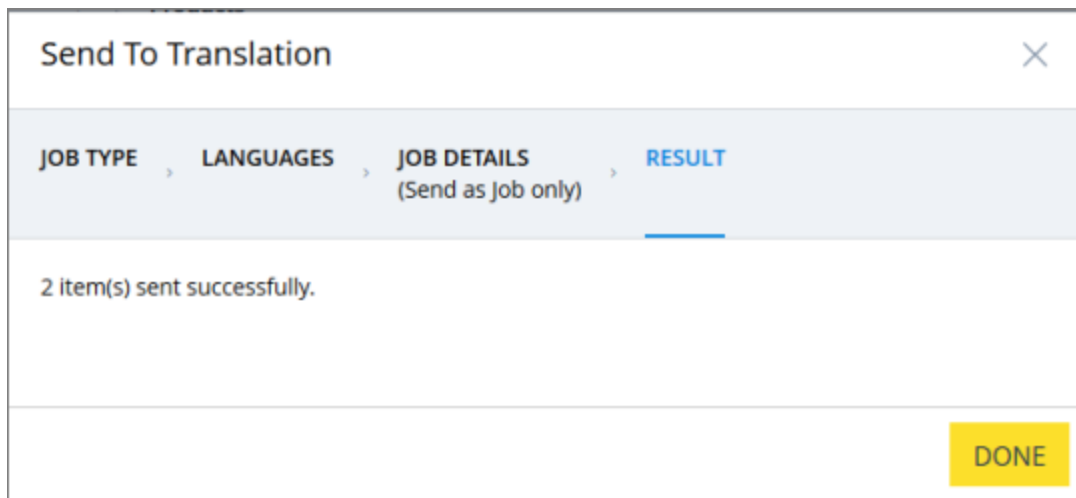 Send To Translation
JOB TYPE
LANGUAGES
JOB DETAILS
(Send as Job only)
RESULT
2 item(s) sent successfully.
DONE